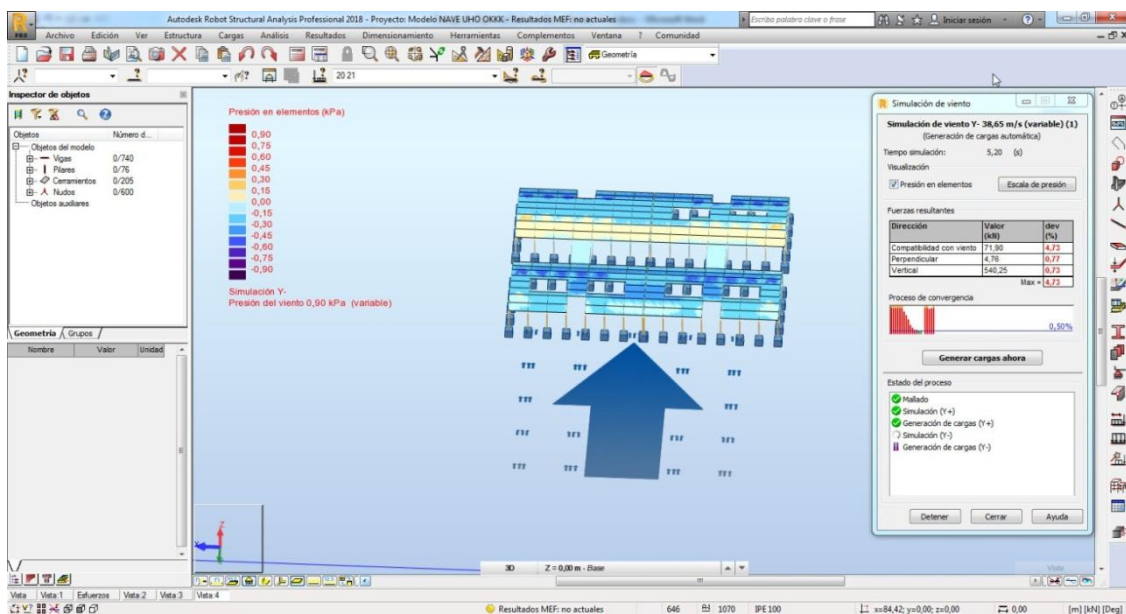 PRO
Autodesk Robot Structural Analysis Professional 2018 - Proyecto: Modelo NAVE UHO OKKK - Resultados MEF: no actuales
Escriba palabra clave o frase
Iniciar sesión
Archivo Edición Ver Estructura Cargas Análisis Resultados Dimensionamiento Herramientas Complementos Ventana ? Comunidad
Geometría
20 21
Inspector de objetos
Objetos Número d...
Objetos del modelo
Vigas 0/740
Pilares 0/76
Cerramientos 0/205
Nudos 0/600
Objetos auxiliares
Geometría Grupos
Nombre Valor Unidad
Presión en elementos (kPa)
0,90
0,75
0,60
0,45
0,30
0,15
0,00
-0,15
-0,30
-0,45
-0,60
-0,75
-0,90
Simulación Y-
Presión del viento 0,90 kPa (variable)
Z
X
3D Z = 0,00 m - Base
Simulación de viento
Simulación de viento Y- 38,65 m/s (variable) (1)
(Generación de cargas automática)
Tiempo simulación: 5,20 (s)
Visualización
Presión en elementos
Escala de presión
Fuerzas resultantes
Dirección Valor (kN) dev (%)
Compatibilidad con viento 71,90 4,73
Perpendicular 4,76 0,77
Vertical 540,25 0,73
Max = 4,73
Proceso de convergencia
0,50%
Generar cargas ahora
Estado del proceso
Mallado
Simulación (Y+)
Generación de cargas (Y+)
Simulación (Y-)
Generación de cargas (Y-)
Detener Cerrar Ayuda
Vista
Vista Vista:1 Esfuerzos Vista:2 Vista:3 Vista:4
Resultados MEF: no actuales 646 1070 IPE 100 x=84,42; y=0,00; z=0,00 0,00 [m] [kN] [Deg]